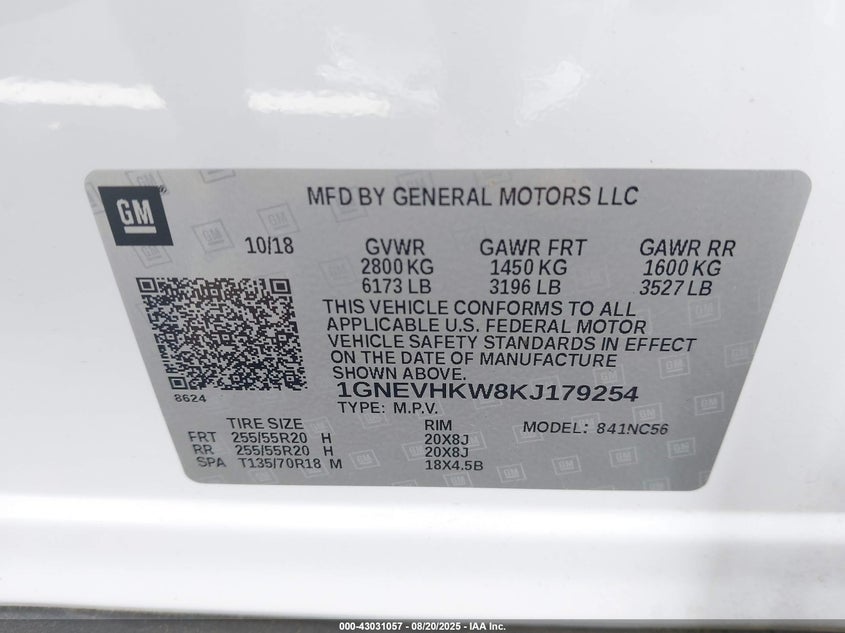 GM
MFD BY GENERAL MOTORS LLC
10/18 GVWR GAWR FRT GAWR RR
2800 KG 1450 KG 1600 KG
6173 LB 3196 LB 3527 LB
THIS VEHICLE CONFORMS TO ALL
APPLICABLE U.S. FEDERAL MOTOR
VEHICLE SAFETY STANDARDS IN EFFECT
ON THE DATE OF MANUFACTURE
SHOWN ABOVE.
8624
1GNEVHKW8KJ179254
TYPE: M.P.V.
TIRE SIZE RIM MODEL: 841NC56
FRT 255/55R20 H 20X8J
RR 255/55R20 H 20X8J
SPA T135/70R18 M 18X4.5B
000-43031057 - 08/20/2025 - IAA Inc.